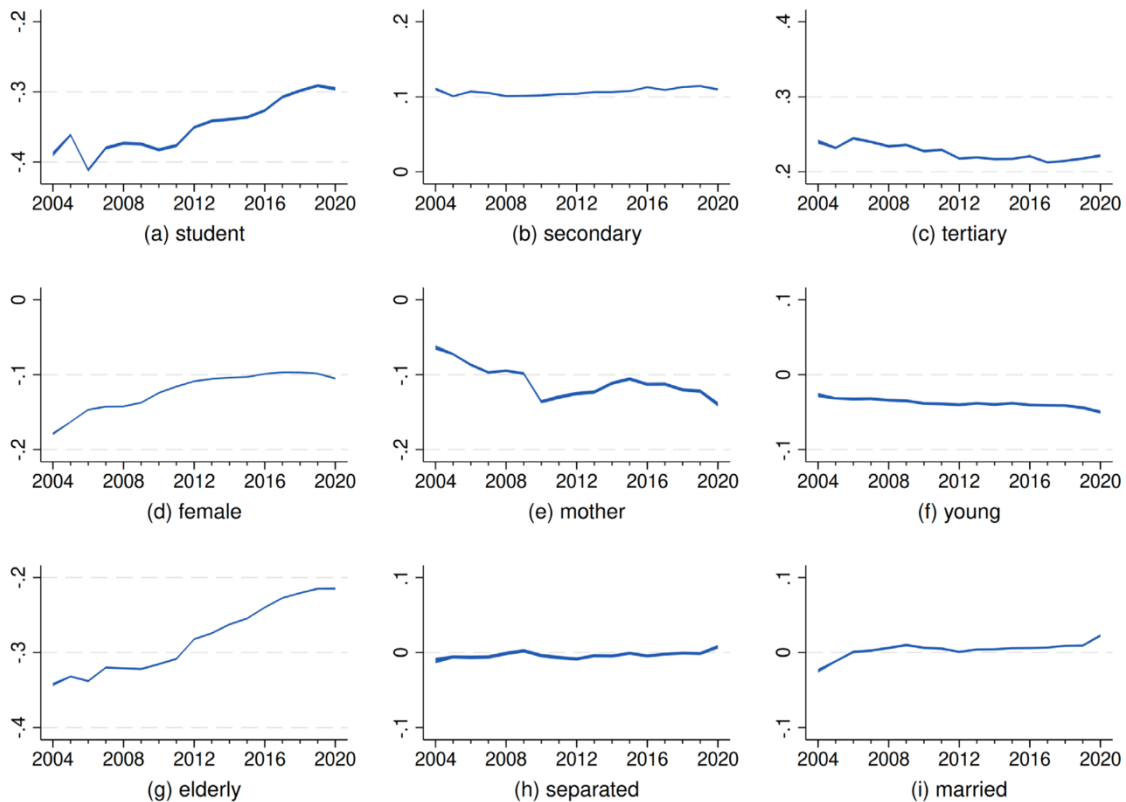 -.2
-.3
-.4
2004 2008 2012 2016 2020
(a) student
.2
.1
0
2004 2008 2012 2016 2020
(b) secondary
.4
.3
.2
2004 2008 2012 2016 2020
(c) tertiary
0
-.1
-.2
2004 2008 2012 2016 2020
(d) female
0
-.1
-.2
2004 2008 2012 2016 2020
(e) mother
.1
0
-.1
2004 2008 2012 2016 2020
(f) young
-.2
-.3
-.4
2004 2008 2012 2016 2020
(g) elderly
.1
0
-.1
2004 2008 2012 2016 2020
(h) separated
.1
0
-.1
2004 2008 2012 2016 2020
(i) married